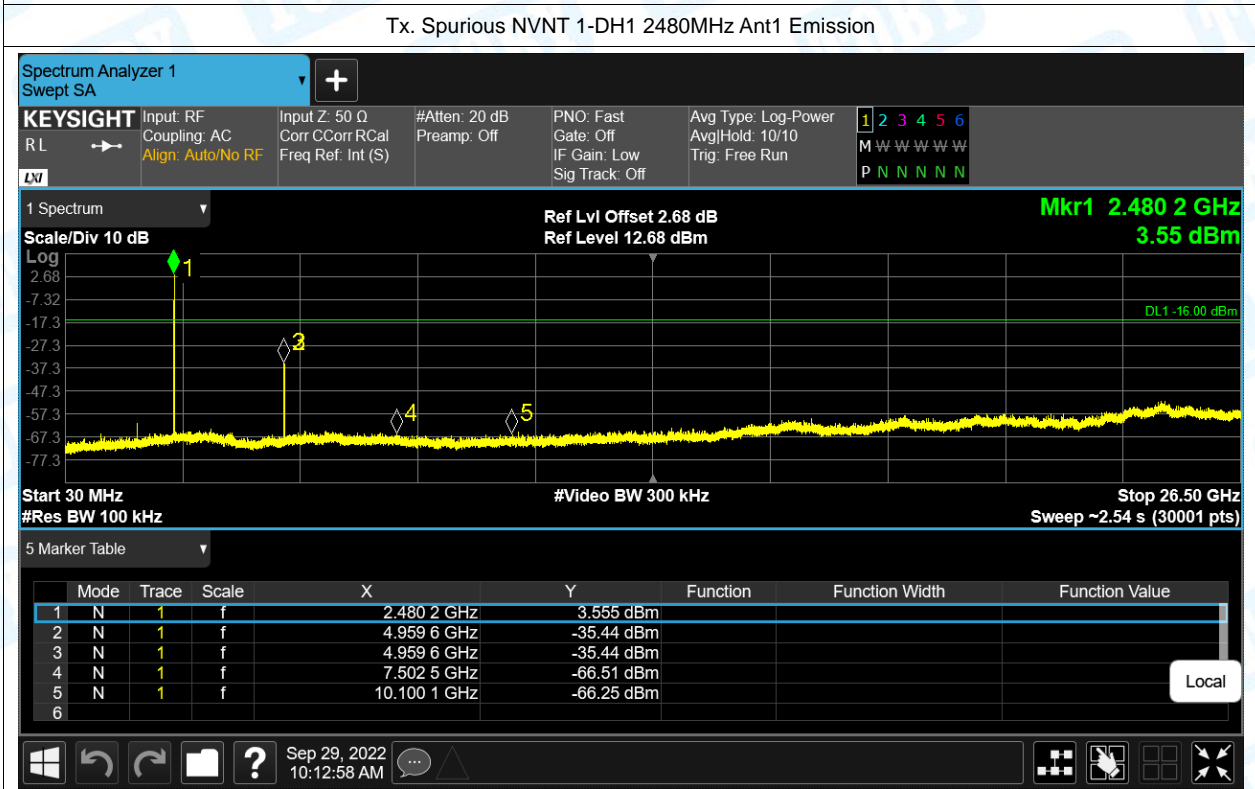 Tx. Spurious NVNT 1-DH1 2480MHz Ant1 Emission
Spectrum Analyzer 1
Swept SA
KEYSIGHT
R L
LXI
Input: RF
Coupling: AC
Align: Auto/No RF
Input Z: 50 Ω
Corr CCorr RCal
Freq Ref: Int (S)
#Atten: 20 dB
Preamp: Off
PNO: Fast
Gate: Off
IF Gain: Low
Sig Track: Off
Avg Type: Log-Power
Avg|Hold: 10/10
Trig: Free Run
1 2 3 4 5 6
M W W W W W W
P N N N N N
1 Spectrum
Scale/Div 10 dB
Ref Lvl Offset 2.68 dB
Ref Level 12.68 dBm
Mkr1 2.480 2 GHz
3.55 dBm
Log
2.68
-7.32
-17.3
-27.3
-37.3
-47.3
-57.3
-67.3
-77.3
1
3
4
5
DL1 -16.00 dBm
Start 30 MHz
#Res BW 100 kHz
#Video BW 300 kHz
Stop 26.50 GHz
Sweep ~2.54 s (30001 pts)
5 Marker Table
Mode Trace Scale X Y Function Function Width Function Value
1 N 1 f 2.480 2 GHz 3.555 dBm
2 N 1 f 4.959 6 GHz -35.44 dBm
3 N 1 f 4.959 6 GHz -35.44 dBm
4 N 1 f 7.502 5 GHz -66.51 dBm
5 N 1 f 10.100 1 GHz -66.25 dBm
6
Local
?
Sep 29, 2022
10:12:58 AM